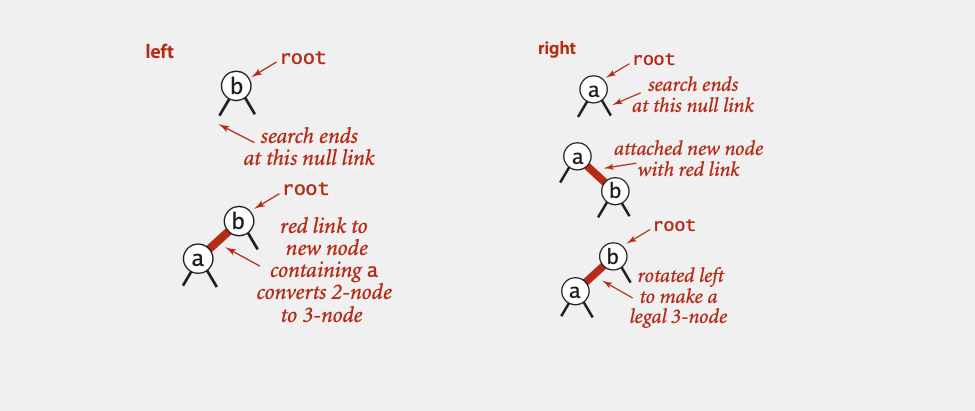 left
root
b
search ends
at this null link
root
b
a
red link to
new node
containing a
converts 2-node
to 3-node
right
root
a
search ends
at this null link
a
attached new node
with red link
b
root
b
a
rotated left
to make a
legal 3-node